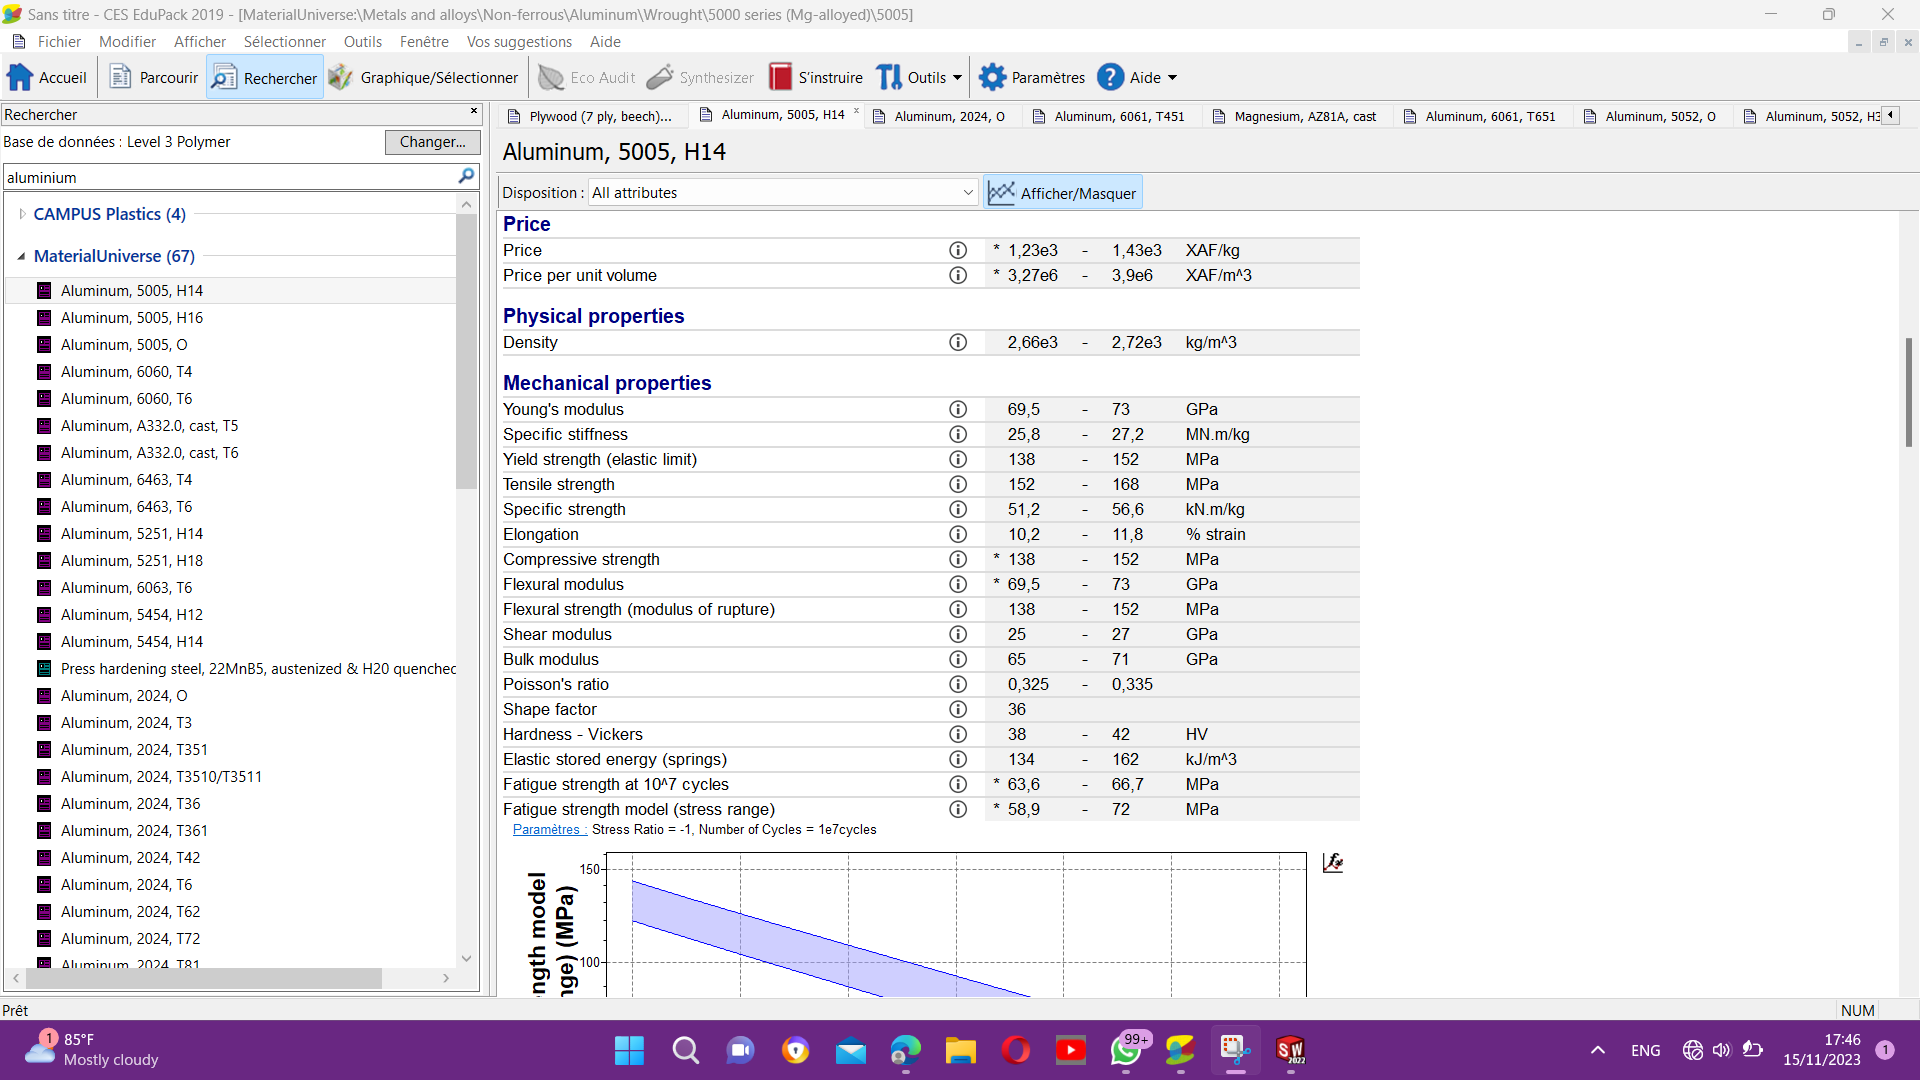 Sans titre - CES EduPack 2019 - [MaterialUniverse:\Metals and alloys\Non-ferrous\Aluminum\Wrought\5000 series (Mg-alloyed)\5005]
Fichier Modifier Afficher Sélectionner Outils Fenêtre Vos suggestions Aide
Accueil Parcourir Rechercher Graphique/Sélectionner Eco Audit Synthesizer S'instruire Outils Paramètres Aide
Rechercher
Base de données : Level 3 Polymer Changer...
aluminium
CAMPUS Plastics (4)
MaterialUniverse (67)
Aluminum, 5005, H14
Aluminum, 5005, H16
Aluminum, 5005, O
Aluminum, 6060, T4
Aluminum, 6060, T6
Aluminum, A332.0, cast, T5
Aluminum, A332.0, cast, T6
Aluminum, 6463, T4
Aluminum, 6463, T6
Aluminum, 5251, H14
Aluminum, 5251, H18
Aluminum, 6063, T6
Aluminum, 5454, H12
Aluminum, 5454, H14
Press hardening steel, 22MnB5, austenized & H20 quenched
Aluminum, 2024, O
Aluminum, 2024, T3
Aluminum, 2024, T351
Aluminum, 2024, T3510/T3511
Aluminum, 2024, T36
Aluminum, 2024, T361
Aluminum, 2024, T42
Aluminum, 2024, T6
Aluminum, 2024, T62
Aluminum, 2024, T72
Aluminum, 2024, T81
Plywood (7 ply, beech)... Aluminum, 5005, H14 Aluminum, 2024, O Aluminum, 6061, T451 Magnesium, AZ81A, cast Aluminum, 6061, T651 Aluminum, 5052, O Aluminum, 5052, H3
Aluminum, 5005, H14
Disposition : All attributes Afficher/Masquer
Price
Price * 1,23e3 - 1,43e3 XAF/kg
Price per unit volume * 3,27e6 - 3,9e6 XAF/m^3
Physical properties
Density 2,66e3 - 2,72e3 kg/m^3
Mechanical properties
Young's modulus 69,5 - 73 GPa
Specific stiffness 25,8 - 27,2 MN.m/kg
Yield strength (elastic limit) 138 - 152 MPa
Tensile strength 152 - 168 MPa
Specific strength 51,2 - 56,6 kN.m/kg
Elongation 10,2 - 11,8 % strain
Compressive strength * 138 - 152 MPa
Flexural modulus * 69,5 - 73 GPa
Flexural strength (modulus of rupture) 138 - 152 MPa
Shear modulus 25 - 27 GPa
Bulk modulus 65 - 71 GPa
Poisson's ratio 0,325 - 0,335
Shape factor 36
Hardness - Vickers 38 - 42 HV
Elastic stored energy (springs) 134 - 162 kJ/m^3
Fatigue strength at 10^7 cycles * 63,6 - 66,7 MPa
Fatigue strength model (stress range) * 58,9 - 72 MPa
Paramètres : Stress Ratio = -1, Number of Cycles = 1e7cycles
150
100
ngth model
nge) (MPa)
Prêt NUM
1 85°F
Mostly cloudy
99+
SW 2022
ENG
17:46
15/11/2023
1